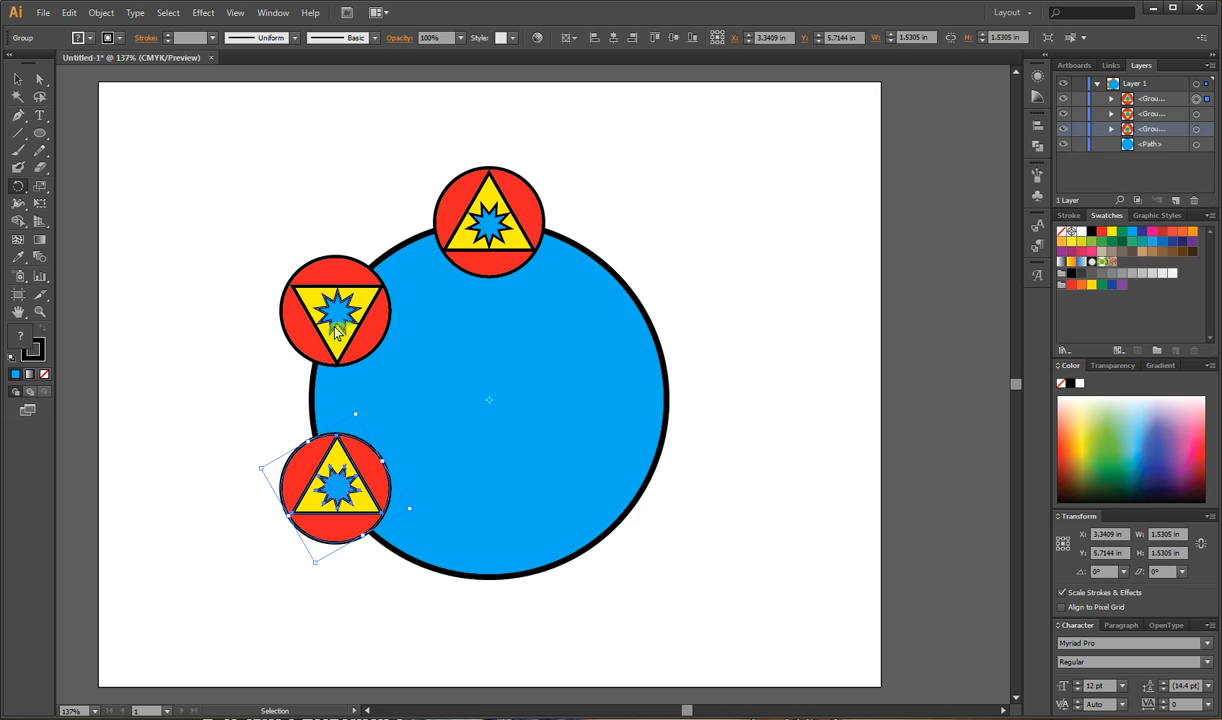 Ai File Edit Object Type Select Effect View Window Help Layout
Group ? Stroke: Uniform Basic Opacity: 100% Style: X: 3.3409 in Y: 5.7144 in W: 1.5305 in H: 1.5305 in
Untitled-1* @ 137% (CMYK/Preview) ×
Artboards Links Layers
Layer 1
<Grou...
<Grou...
<Grou...
<Path>
1 Layer
Stroke Swatches Graphic Styles
?
Color Transparency Gradient
Transform
X: 3.3409 in W: 1.5305 in
Y: 5.7144 in H: 1.5305 in
0° 0°
Scale Strokes & Effects
Align to Pixel Grid
Character Paragraph OpenType
Myriad Pro
Regular
12 pt (14.4 pt)
Auto VA 0
137% 1 Selection